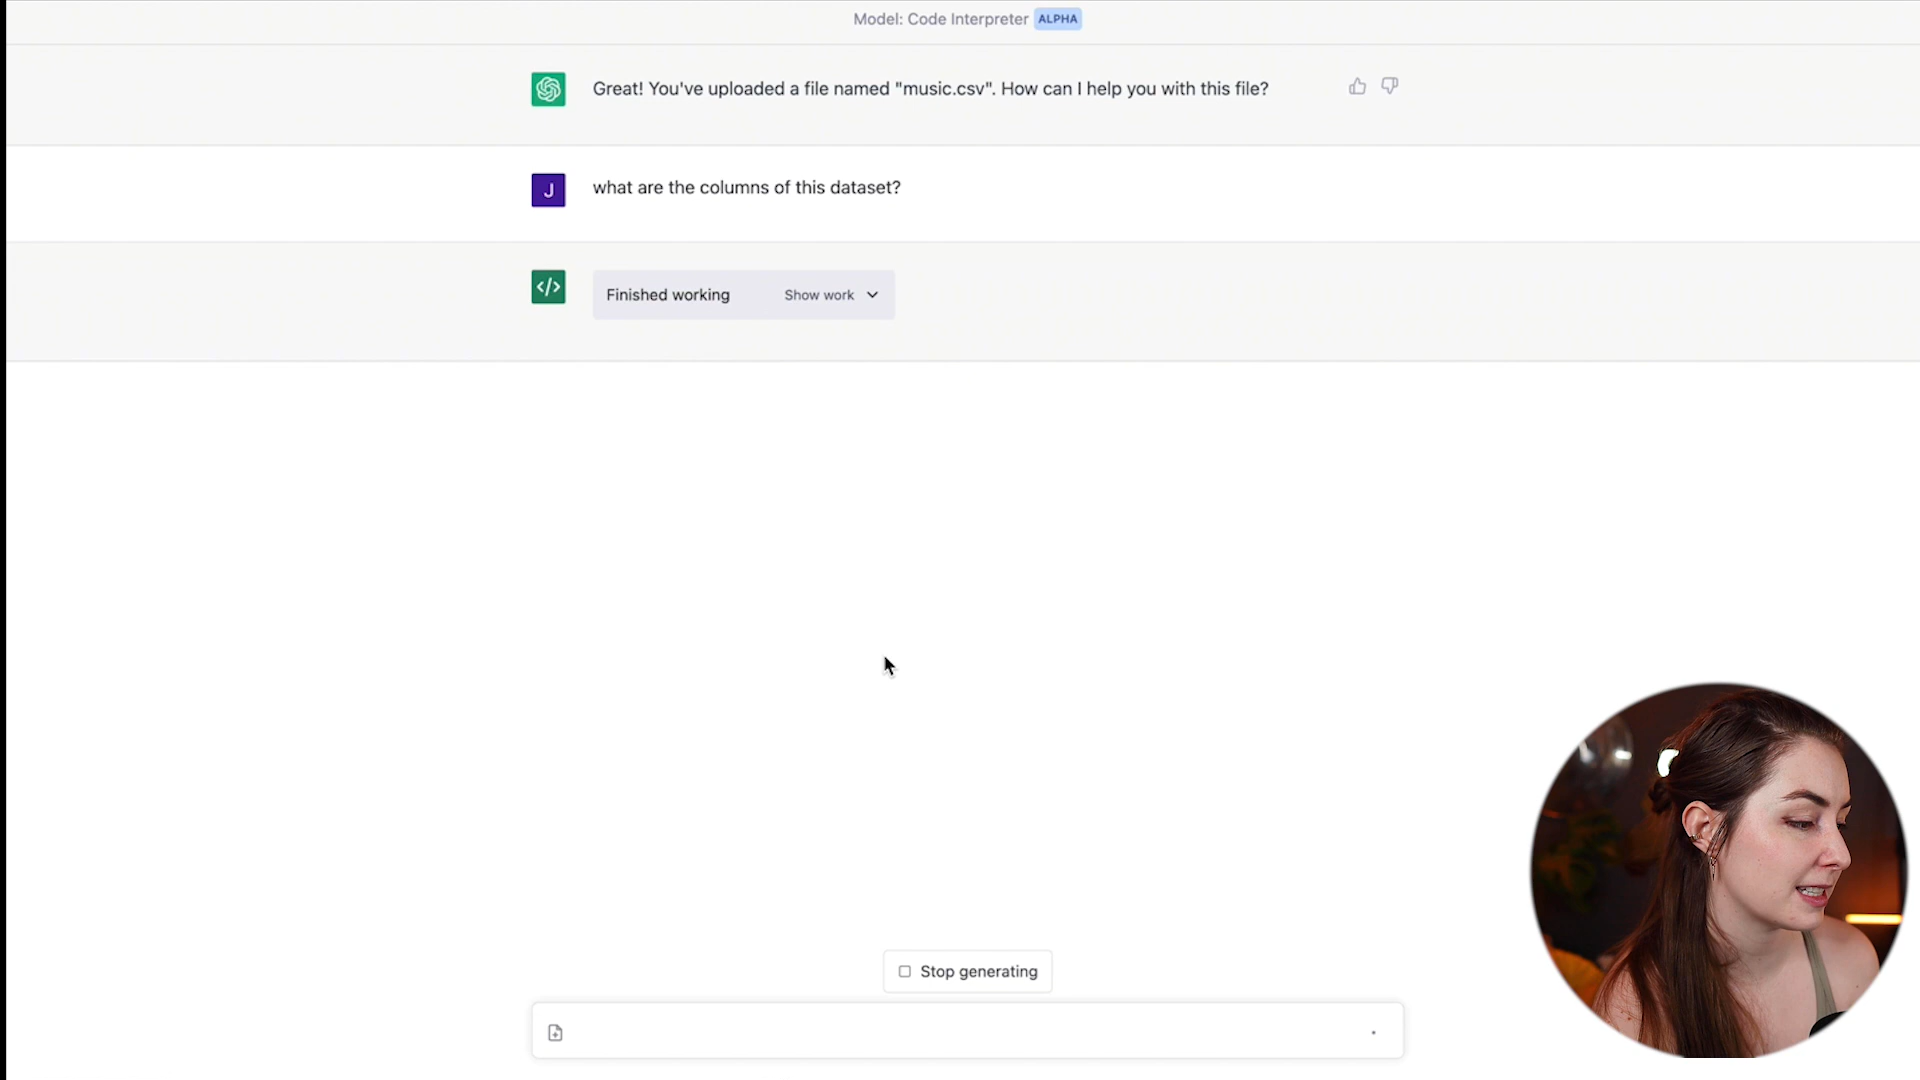 Model: Code Interpreter ALPHA
Great! You've uploaded a file named "music.csv". How can I help you with this file?
J
what are the columns of this dataset?
</>
Finished working Show work
Stop generating